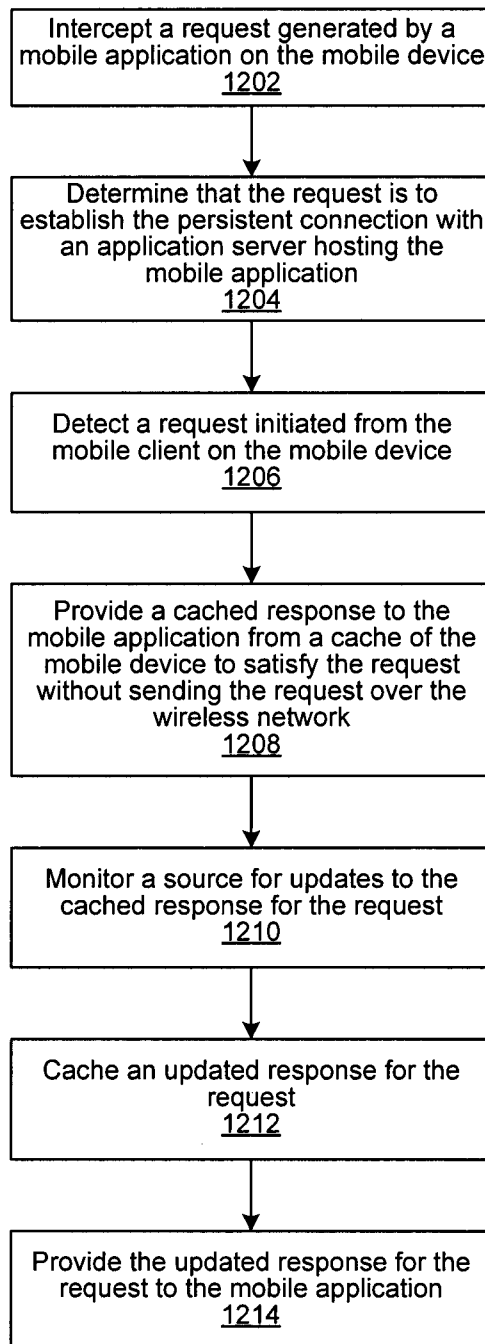 Intercept a request generated by a
mobile application on the mobile device
1202
Determine that the request is to
establish the persistent connection with
an application server hosting the
mobile application
1204
Detect a request initiated from the
mobile client on the mobile device
1206
Provide a cached response to the
mobile application from a cache of the
mobile device to satisfy the request
without sending the request over the
wireless network
1208
Monitor a source for updates to the
cached response for the request
1210
Cache an updated response for the
request
1212
Provide the updated response for the
request to the mobile application
1214